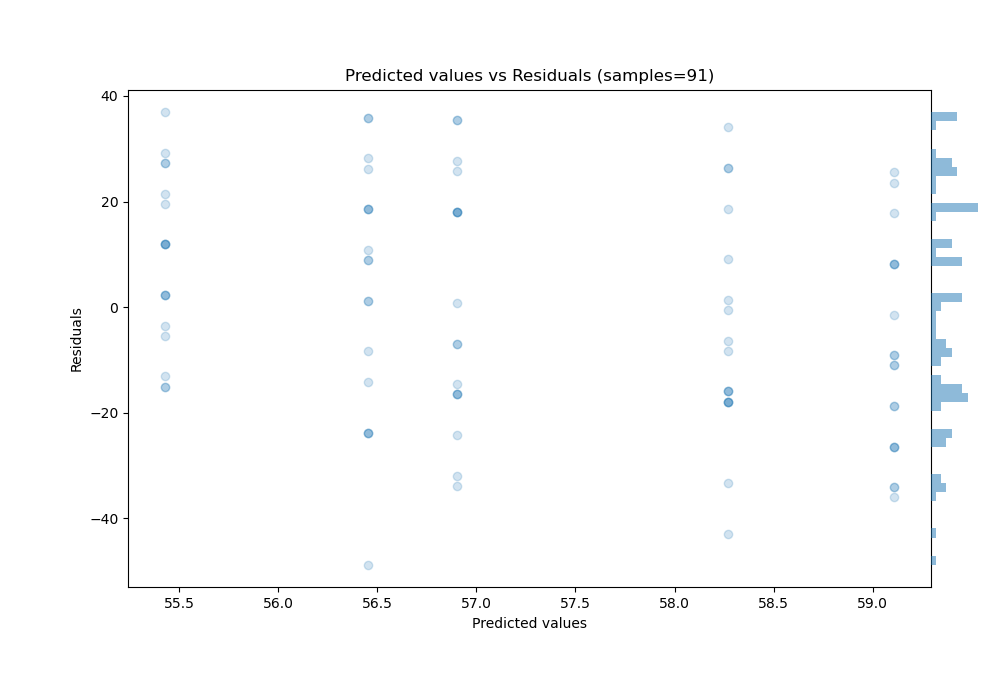 Predicted values vs Residuals (samples=91)
40
20
0
−20
−40
Residuals
55.5 56.0 56.5 57.0 57.5 58.0 58.5 59.0
Predicted values